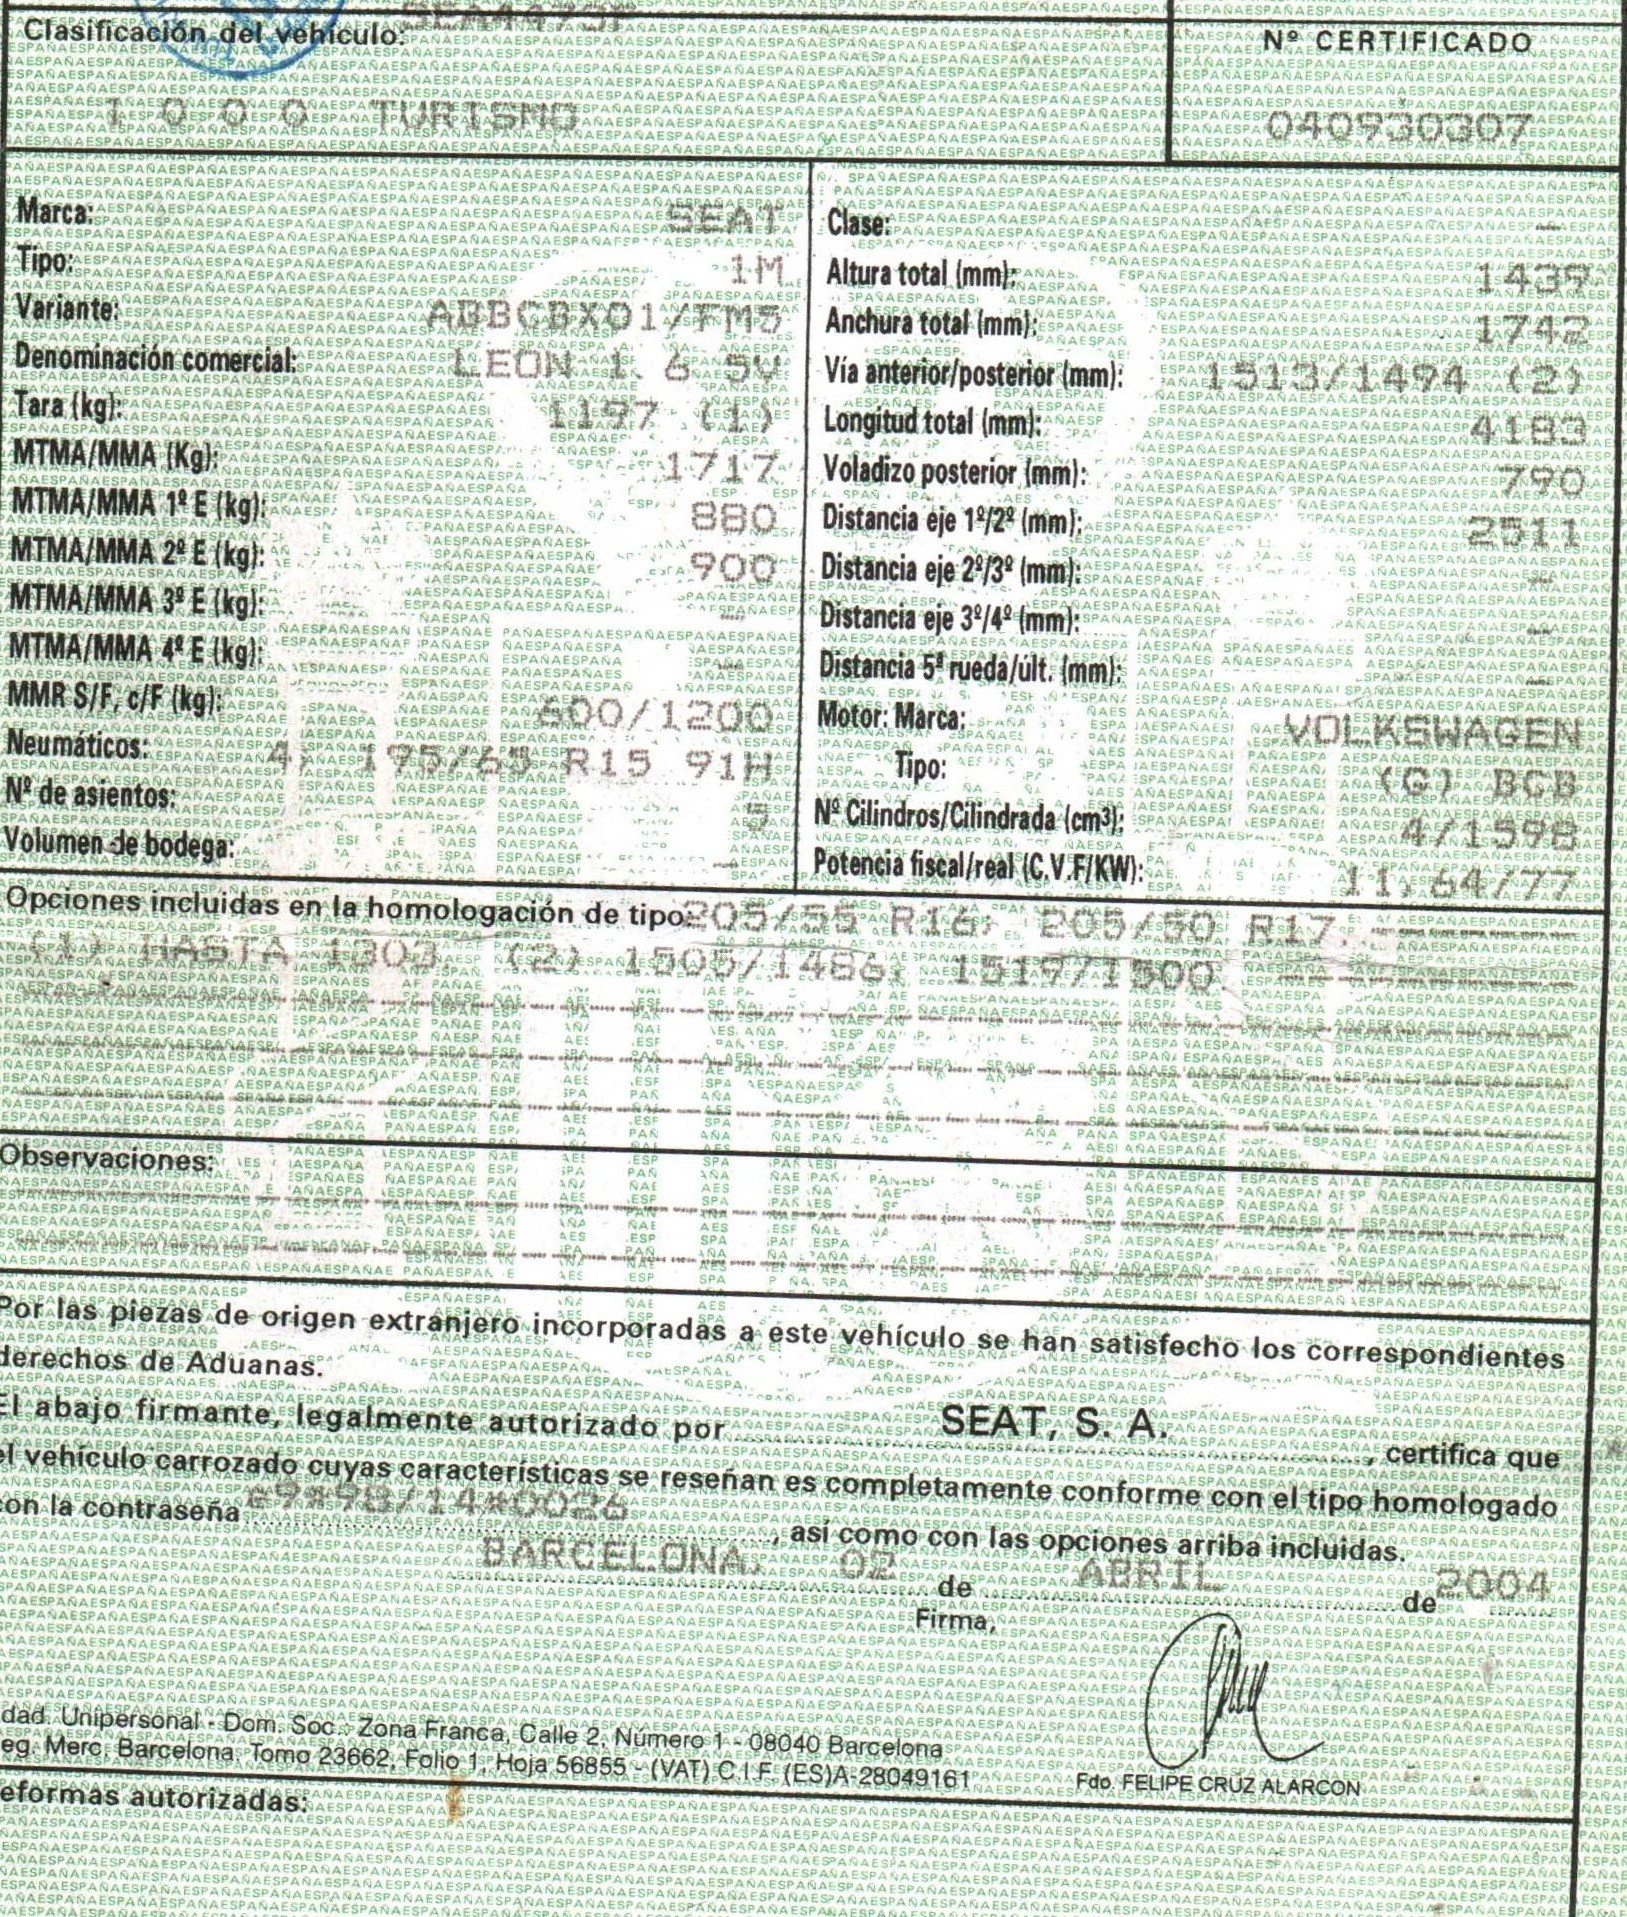 Clasificación del vehículo:
Nº CERTIFICADO
1 0 0 0 TURISMO
040930307
Marca: SEAT
Tipo: 1M
Variante: ABBCBX01/FM5
Denominación comercial: LEON 1. 6 5V
Tara (kg): 1197 (1)
MTMA/MMA (Kg): 1717
MTMA/MMA 1º E (kg): 880
MTMA/MMA 2º E (kg): 900
MTMA/MMA 3º E (kg): -
MTMA/MMA 4º E (kg): -
MMR S/F, c/F (kg): 600/1200
Neumáticos: 4, 195/65 R15 91H
Nº de asientos: 5
Volumen de bodega: -
Clase: -
Altura total (mm): 1439
Anchura total (mm): 1742
Vía anterior/posterior (mm): 1513/1494 (2)
Longitud total (mm): 4183
Voladizo posterior (mm): 790
Distancia eje 1º/2º (mm): 2511
Distancia eje 2º/3º (mm): -
Distancia eje 3º/4º (mm): -
Distancia 5ª rueda/últ. (mm): -
Motor: Marca: VOLKSWAGEN
Tipo: (G) BCB
Nº Cilindros/Cilindrada (cm³): 4/1598
Potencia fiscal/real (C.V.F/KW): 11,64/77
Opciones incluidas en la homologación de tipo: 205/55 R16; 205/50 R17.
(1) HASTA 1303. (2) 1505/1486; 1519/1500
Observaciones:
Por las piezas de origen extranjero incorporadas a este vehículo se han satisfecho los correspondientes
derechos de Aduanas.
El abajo firmante, legalmente autorizado por SEAT, S. A., certifica que
el vehículo carrozado cuyas características se reseñan es completamente conforme con el tipo homologado
con la contraseña e9*98/14*0026, así como con las opciones arriba incluidas.
BARCELONA, 02 de ABRIL de 2004
Firma,
dad. Unipersonal - Dom. Soc.: Zona Franca, Calle 2, Número 1 - 08040 Barcelona
eg. Merc. Barcelona, Tomo 23662, Folio 1, Hoja 56855 - (VAT) C.I.F. (ES)A-28049161
Fdo. FELIPE CRUZ ALARCON
eformas autorizadas: